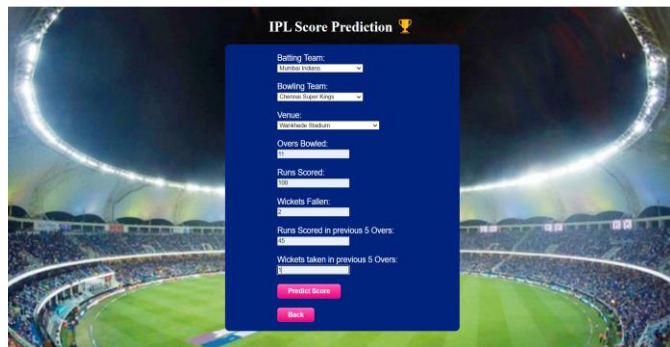 IPL Score Prediction 🏆
Batting Team:
Mumbai Indians
Bowling Team:
Chennai Super Kings
Venue:
Wankhede Stadium
Overs Bowled:
11
Runs Scored:
100
Wickets Fallen:
2
Runs Scored in previous 5 Overs:
45
Wickets taken in previous 5 Overs:
Predict Score
Back